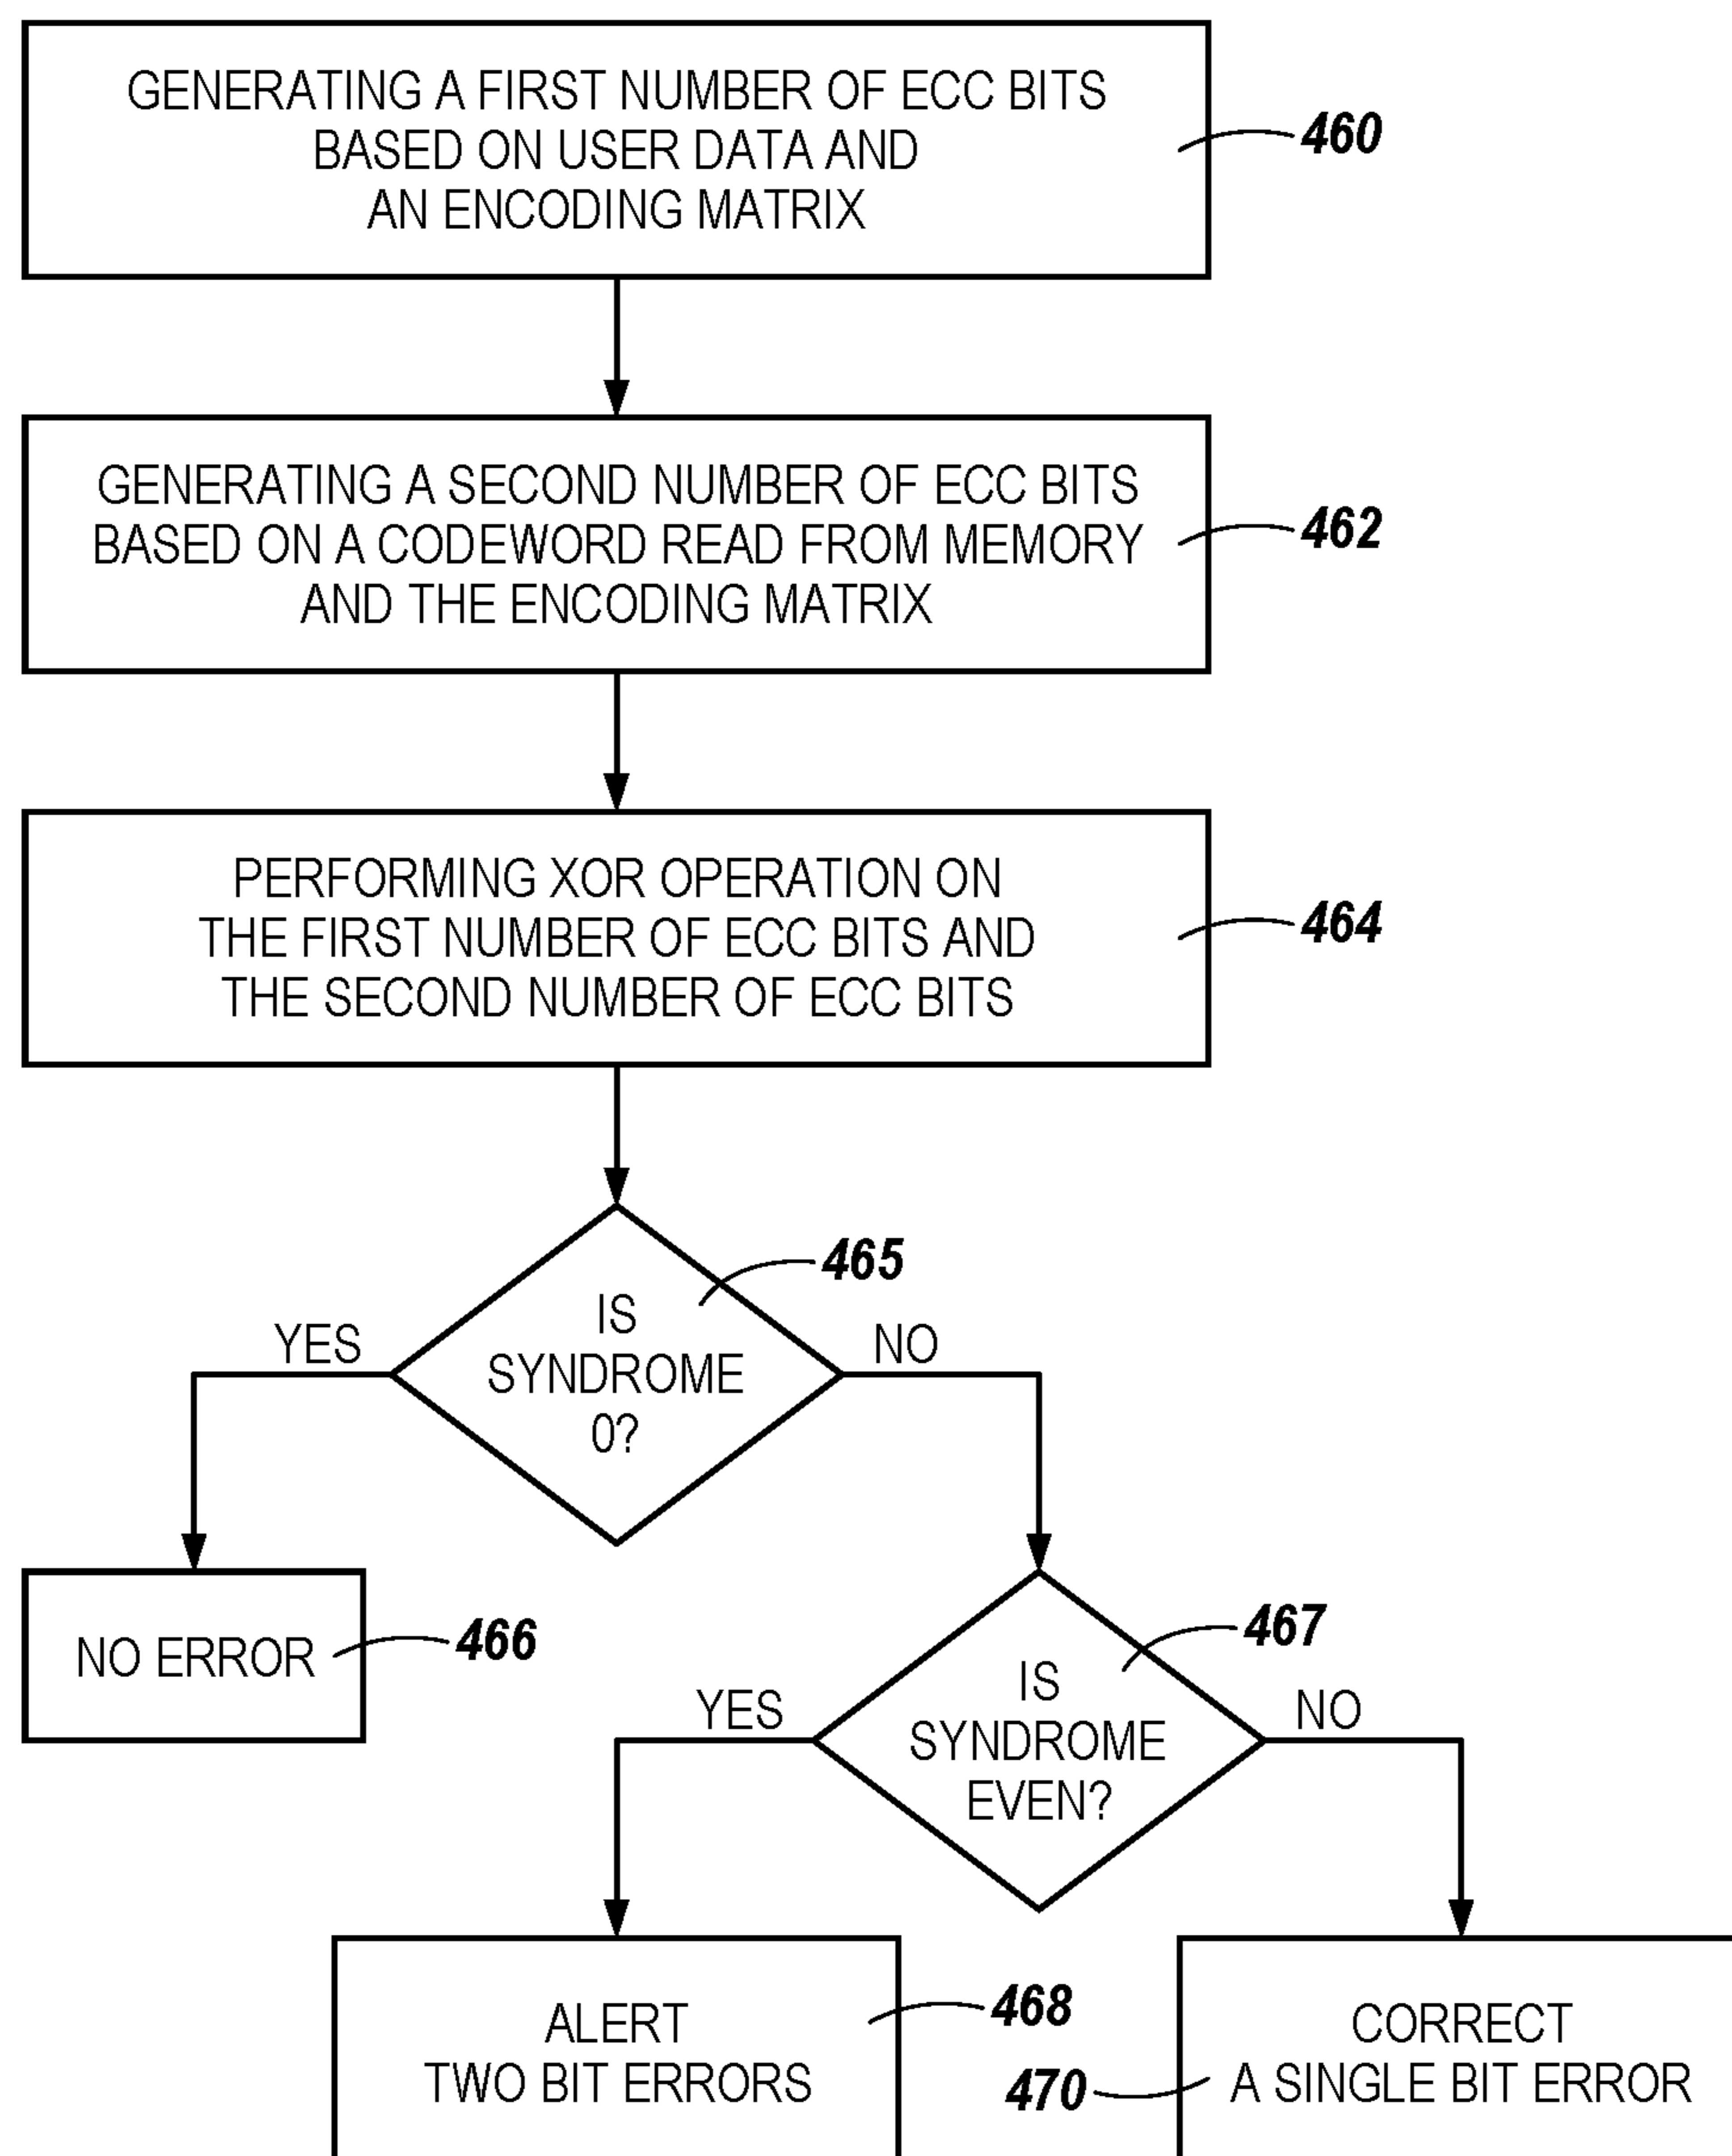 GENERATING A FIRST NUMBER OF ECC BITS
BASED ON USER DATA AND
AN ENCODING MATRIX
460
GENERATING A SECOND NUMBER OF ECC BITS
BASED ON A CODEWORD READ FROM MEMORY
AND THE ENCODING MATRIX
462
PERFORMING XOR OPERATION ON
THE FIRST NUMBER OF ECC BITS AND
THE SECOND NUMBER OF ECC BITS
464
465
IS
SYNDROME
0?
YES
NO
NO ERROR
466
467
IS
SYNDROME
EVEN?
YES
NO
ALERT
TWO BIT ERRORS
468
470
CORRECT
A SINGLE BIT ERROR